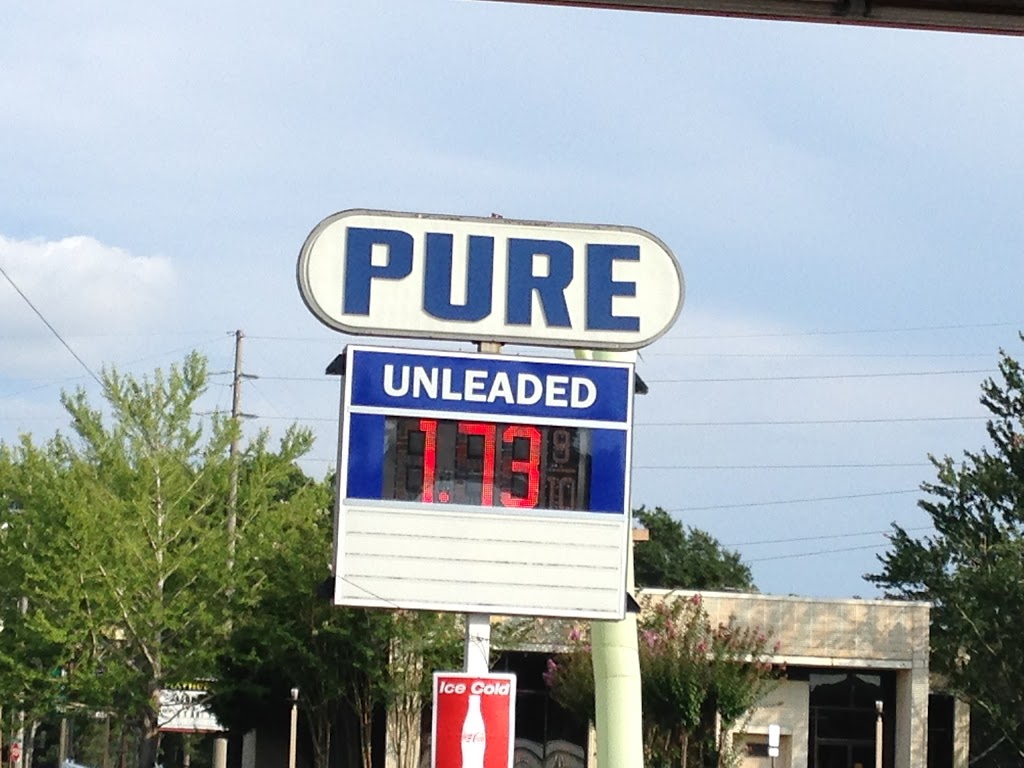 PURE
UNLEADED
1.73 9/10
Ice Cold